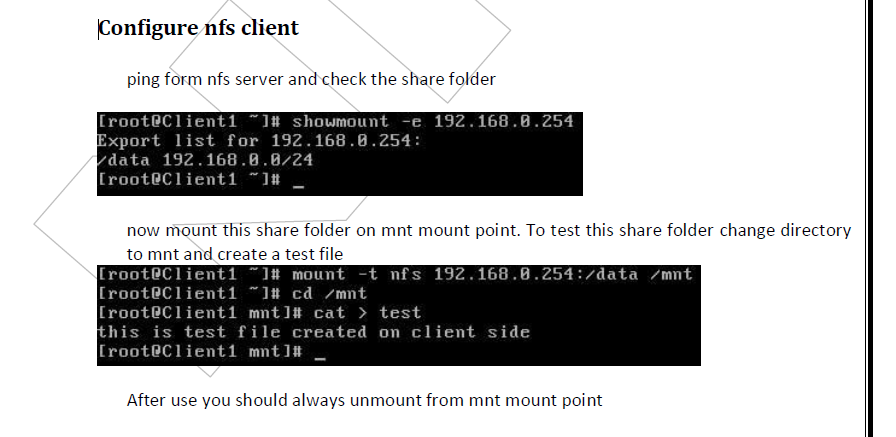 Configure nfs client
ping form nfs server and check the share folder
[root@Client1 ~]# showmount -e 192.168.0.254
Export list for 192.168.0.254:
/data 192.168.0.0/24
[root@Client1 ~]# _
now mount this share folder on mnt mount point. To test this share folder change directory
to mnt and create a test file
[root@Client1 ~]# mount -t nfs 192.168.0.254:/data /mnt
[root@Client1 ~]# cd /mnt
[root@Client1 mnt]# cat > test
this is test file created on client side
[root@Client1 mnt]# _
After use you should always unmount from mnt mount point